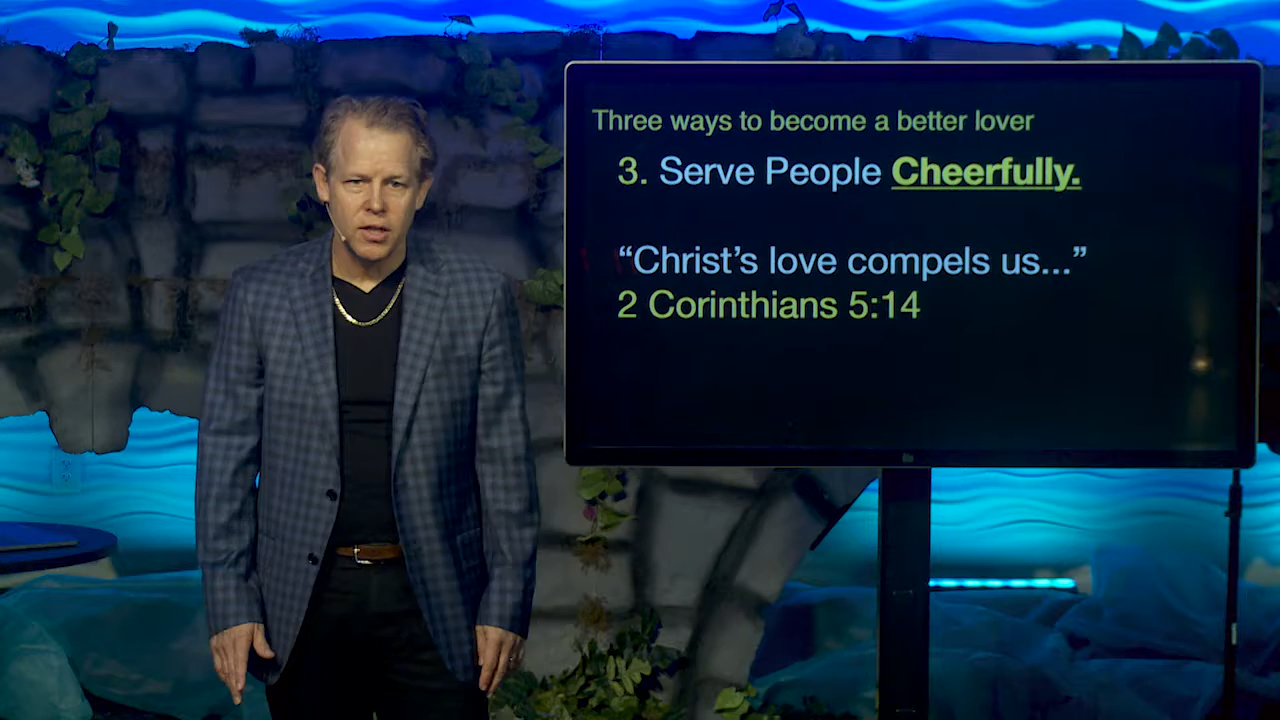 Three ways to become a better lover
3. Serve People Cheerfully.
“Christ’s love compels us...”
2 Corinthians 5:14